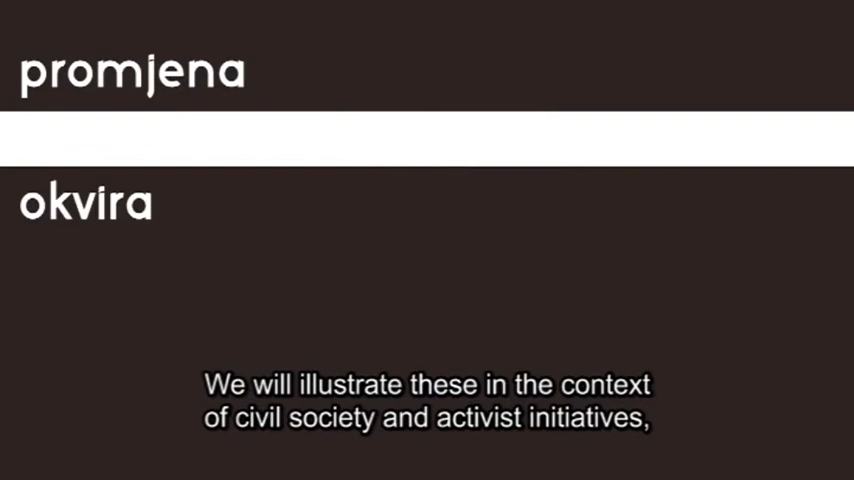 promjena
okvira
We will illustrate these in the context
of civil society and activist initiatives,